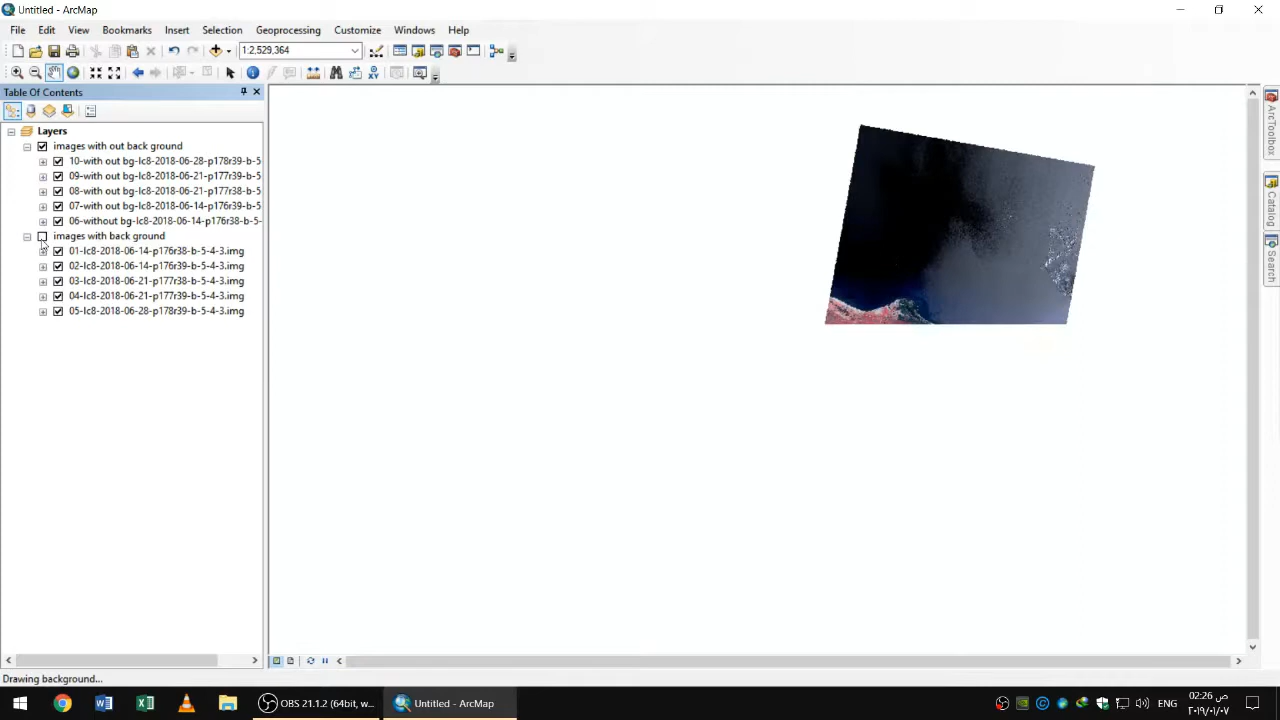 Untitled - ArcMap
File Edit View Bookmarks Insert Selection Geoprocessing Customize Windows Help
1:2,529,364
Table Of Contents
Layers
images with out back ground
10-with out bg-lc8-2018-06-28-p178r39-b-5
09-with out bg-lc8-2018-06-21-p177r39-b-5
08-with out bg-lc8-2018-06-21-p177r38-b-5
07-with out bg-lc8-2018-06-14-p176r39-b-5
06-without bg-lc8-2018-06-14-p176r38-b-5-
images with back ground
01-lc8-2018-06-14-p176r38-b-5-4-3.img
02-lc8-2018-06-14-p176r39-b-5-4-3.img
03-lc8-2018-06-21-p177r38-b-5-4-3.img
04-lc8-2018-06-21-p177r39-b-5-4-3.img
05-lc8-2018-06-28-p178r39-b-5-4-3.img
ArcToolbox
Catalog
Search
Drawing background...
OBS 21.1.2 (64bit, w...
Untitled - ArcMap
ENG
02:26 ص
٢٠١٩/٠١/٠٧